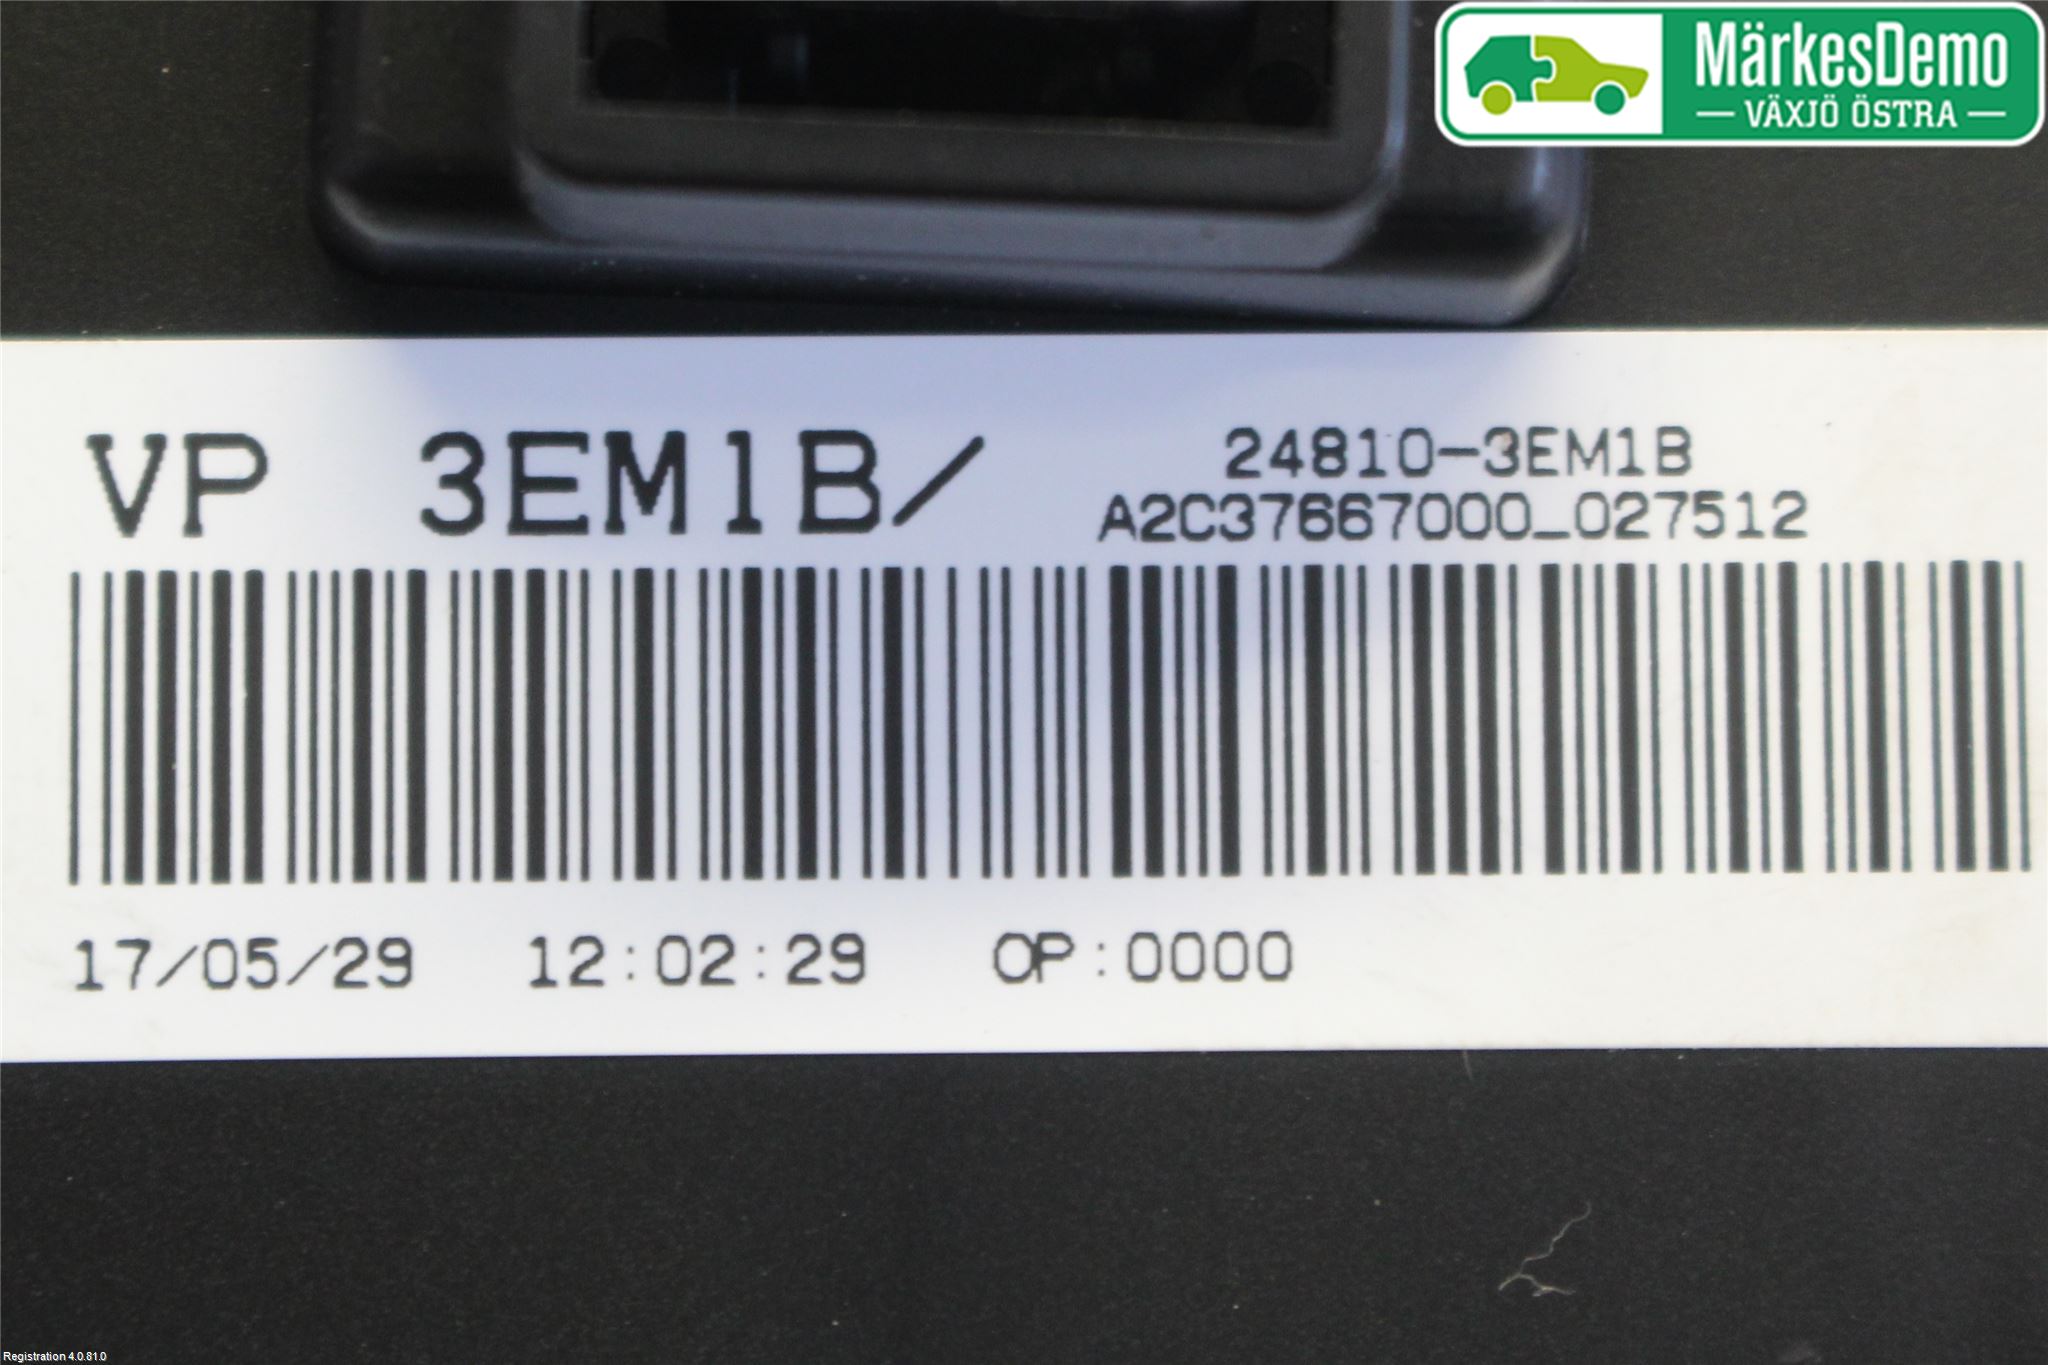 MärkesDemo
— VÄXJÖ ÖSTRA —
VP 3EM1B/
24810-3EM1B
A2C37667000_027512
17/05/29 12:02:29 OP:0000
Registration 4.0.81.0